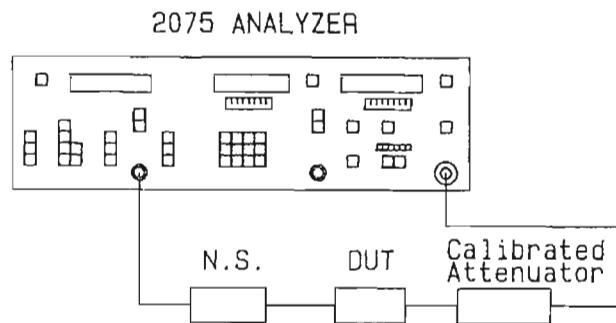 2075 ANALYZER
N.S.
DUT
Calibrated
Attenuator